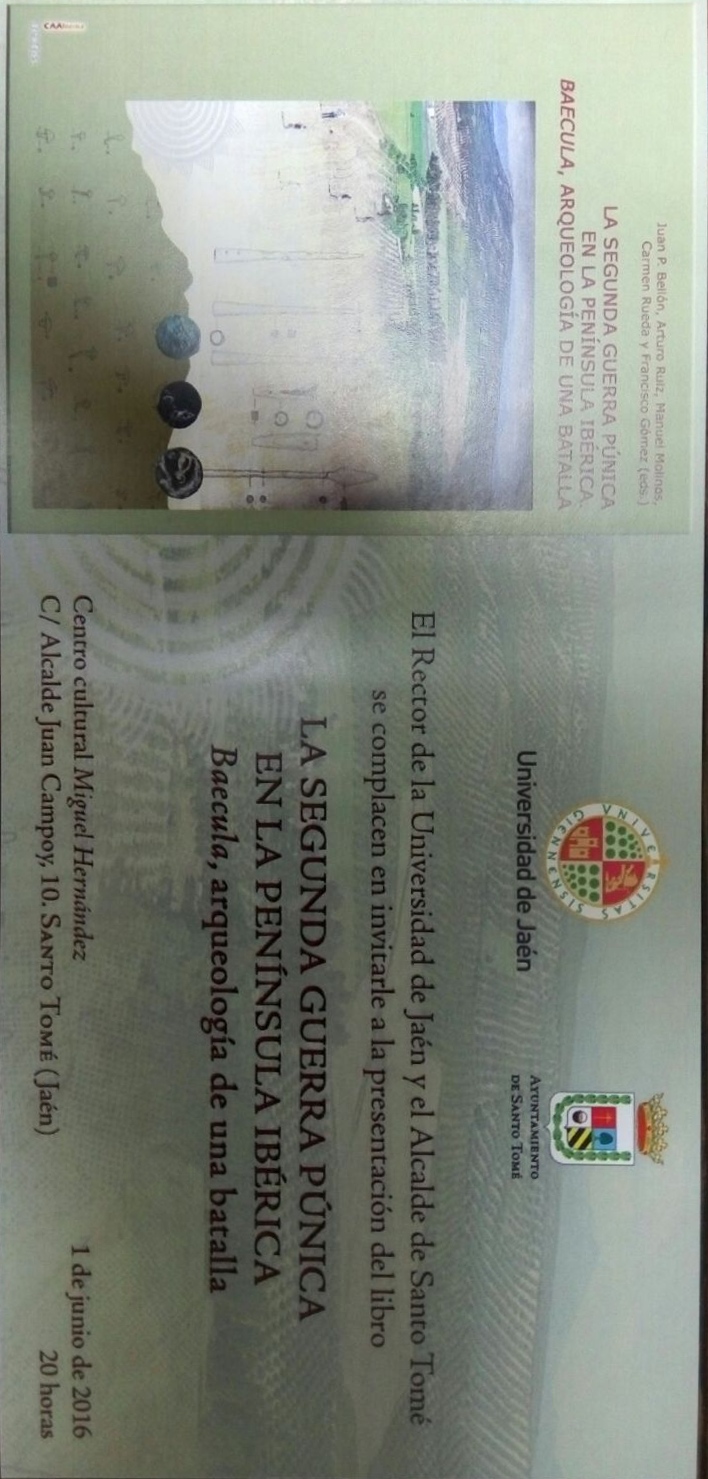 Juan P. Bellón, Arturo Ruiz, Manuel Molinos,
Carmen Rueda y Francisco Gómez (eds.)
LA SEGUNDA GUERRA PÚNICA
EN LA PENÍNSULA IBÉRICA.
BAECULA, ARQUEOLOGÍA DE UNA BATALLA
UNIVERSITAS GIENNENSIS
Universidad de Jaén
AYUNTAMIENTO
DE SANTO TOMÉ
El Rector de la Universidad de Jaén y el Alcalde de Santo Tomé
se complacen en invitarle a la presentación del libro
LA SEGUNDA GUERRA PÚNICA
EN LA PENÍNSULA IBÉRICA
Baecula, arqueología de una batalla
Centro cultural Miguel Hernández
C/ Alcalde Juan Campoy, 10. SANTO TOMÉ (Jaén)
1 de junio de 2016
20 horas